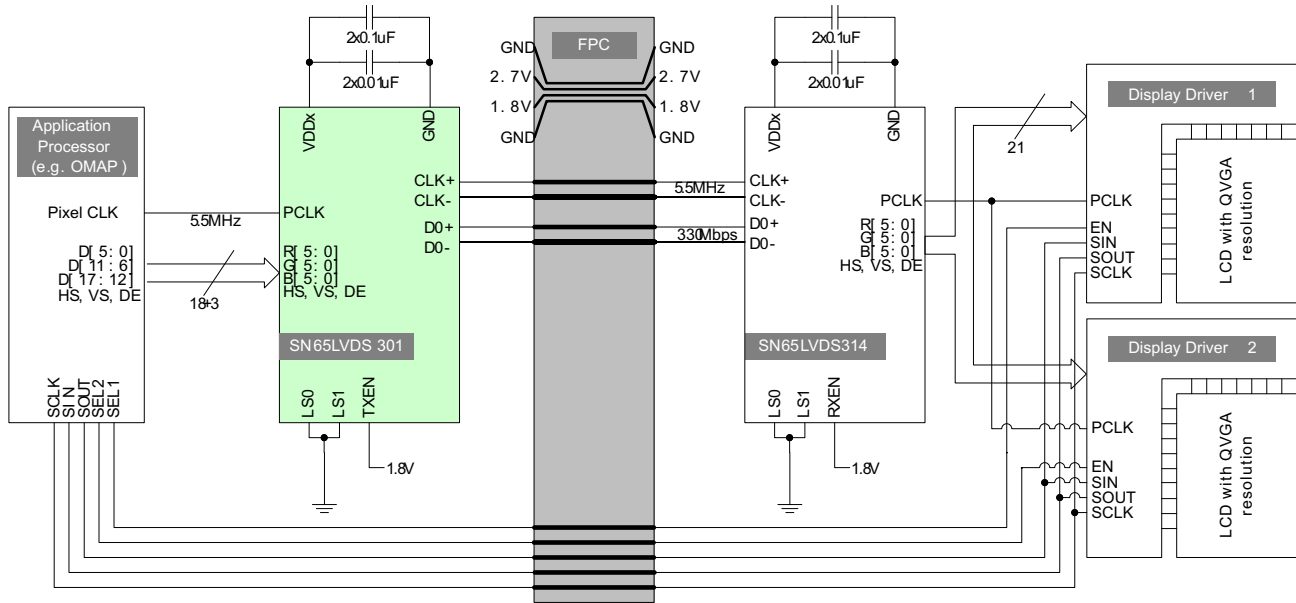 2x0.1uF
2x0.01uF
VDDx
GND
FPC
GND
2.7V
1.8V
GND
GND
2.7V
1.8V
GND
2x0.1uF
2x0.01uF
VDDx
GND
Application
Processor
(e.g. OMAP )
Pixel CLK
D[ 5: 0]
D[ 11: 6]
D[ 17: 12]
HS, VS, DE
SCLK
SIN
SOUT
SEL2
SEL1
5.5MHz
18+3
CLK+
CLK-
PCLK
D0+
D0-
R[ 5: 0]
G[ 5: 0]
B[ 5: 0]
HS, VS, DE
SN65LVDS 301
LS0
LS1
TXEN
1.8V
5.5MHz
330Mbps
CLK+
CLK-
D0+
D0-
PCLK
R[ 5: 0]
G[ 5: 0]
B[ 5: 0]
HS, VS, DE
SN65LVDS314
LS0
LS1
RXEN
1.8V
21
Display Driver 1
PCLK
EN
SIN
SOUT
SCLK
LCD with QVGA
resolution
Display Driver 2
PCLK
EN
SIN
SOUT
SCLK
LCD with QVGA
resolution